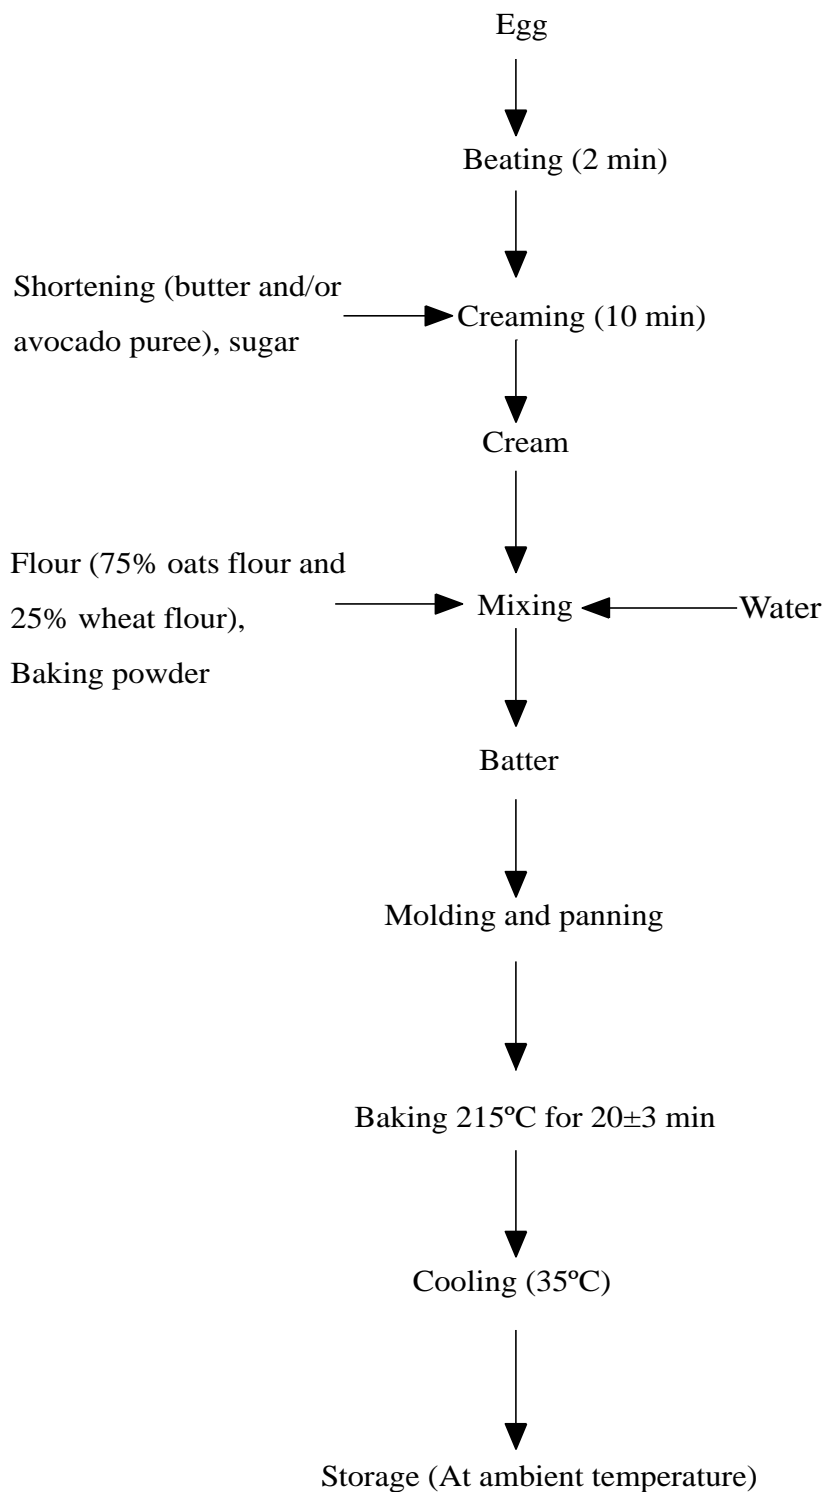 Egg
Beating (2 min)
Shortening (butter and/or
avocado puree), sugar
Creaming (10 min)
Cream
Flour (75% oats flour and
25% wheat flour),
Baking powder
Mixing
Water
Batter
Molding and panning
Baking 215ºC for 20±3 min
Cooling (35ºC)
Storage (At ambient temperature)